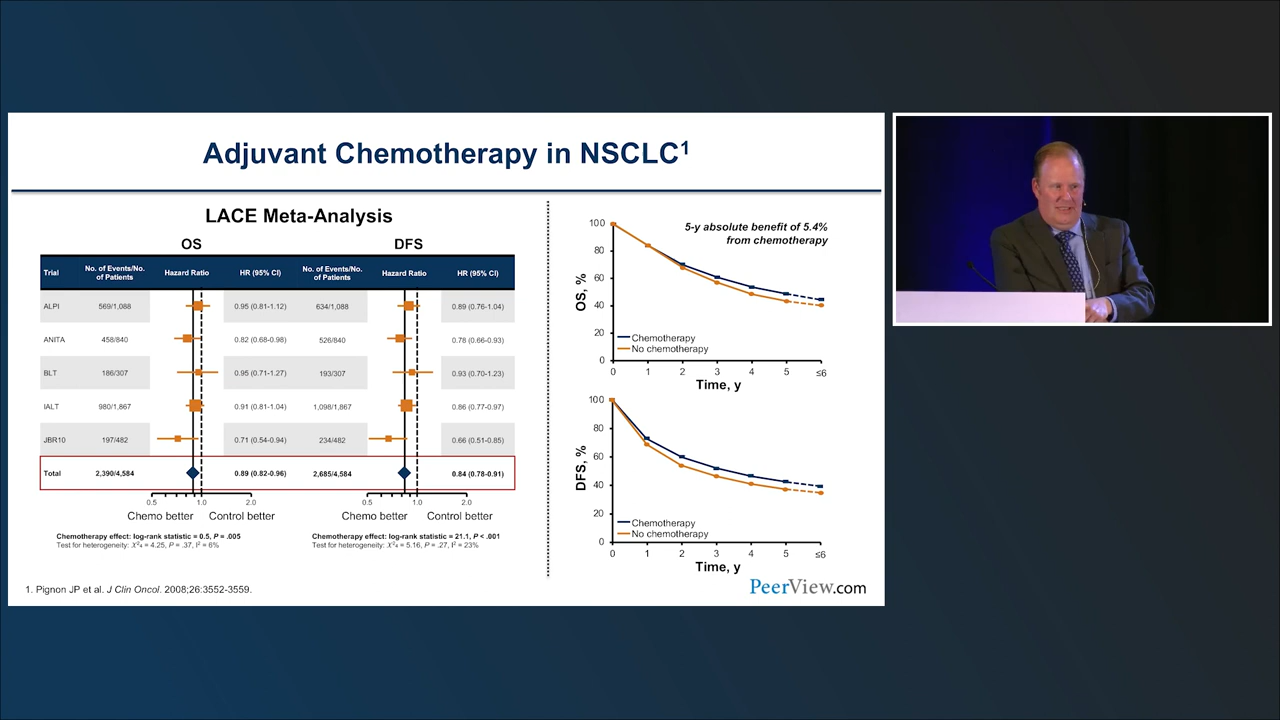 Adjuvant Chemotherapy in NSCLC1
LACE Meta-Analysis
OS
DFS
Trial
No. of Events/No. of Patients
Hazard Ratio
HR (95% CI)
No. of Events/No. of Patients
Hazard Ratio
HR (95% CI)
ALPI 569/1,088 0.95 (0.81-1.12) 634/1,088 0.89 (0.76-1.04)
ANITA 458/840 0.82 (0.68-0.98) 526/840 0.78 (0.66-0.93)
BLT 186/307 0.95 (0.71-1.27) 193/307 0.93 (0.70-1.23)
IALT 980/1,867 0.91 (0.81-1.04) 1,098/1,867 0.86 (0.77-0.97)
JBR10 197/482 0.71 (0.54-0.94) 234/482 0.66 (0.51-0.85)
Total 2,390/4,584 0.89 (0.82-0.96) 2,685/4,584 0.84 (0.78-0.91)
0.5 1.0 2.0 0.5 1.0 2.0
Chemo better Control better Chemo better Control better
Chemotherapy effect: log-rank statistic = 0.5, P = .005
Test for heterogeneity: X²₄ = 4.25, P = .37, I² = 6%
Chemotherapy effect: log-rank statistic = 21.1, P < .001
Test for heterogeneity: X²₄ = 5.16, P = .27, I² = 23%
5-y absolute benefit of 5.4%
from chemotherapy
OS, %
100
80
60
40
20
0
Chemotherapy
No chemotherapy
0 1 2 3 4 5 ≤6
Time, y
DFS, %
100
80
60
40
20
0
Chemotherapy
No chemotherapy
0 1 2 3 4 5 ≤6
Time, y
1. Pignon JP et al. J Clin Oncol. 2008;26:3552-3559.
PeerView.com